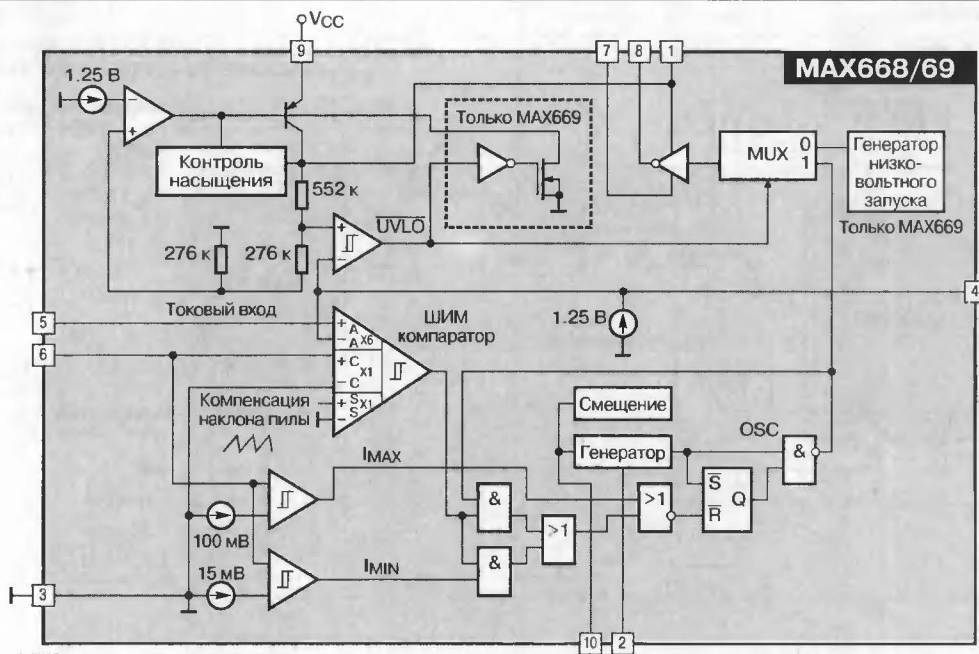 VCC
9
7
8
1
MAX668/69
1.25 В
−
+
Только MAX669
Контроль
насыщения
MUX
0
1
Генератор
низко-
вольтного
запуска
Только MAX669
552 к
276 к
276 к
+
−
UVLO
Токовый вход
4
5
6
+ A
− A X6
+ C
− C X1
+ S
− S X1
ШИМ
компаратор
1.25 В
Компенсация
наклона пилы
Смещение
Генератор
OSC
&
IMAX
S
R
Q
&
>1
>1
&
100 мВ
15 мВ
IMIN
3
10
2